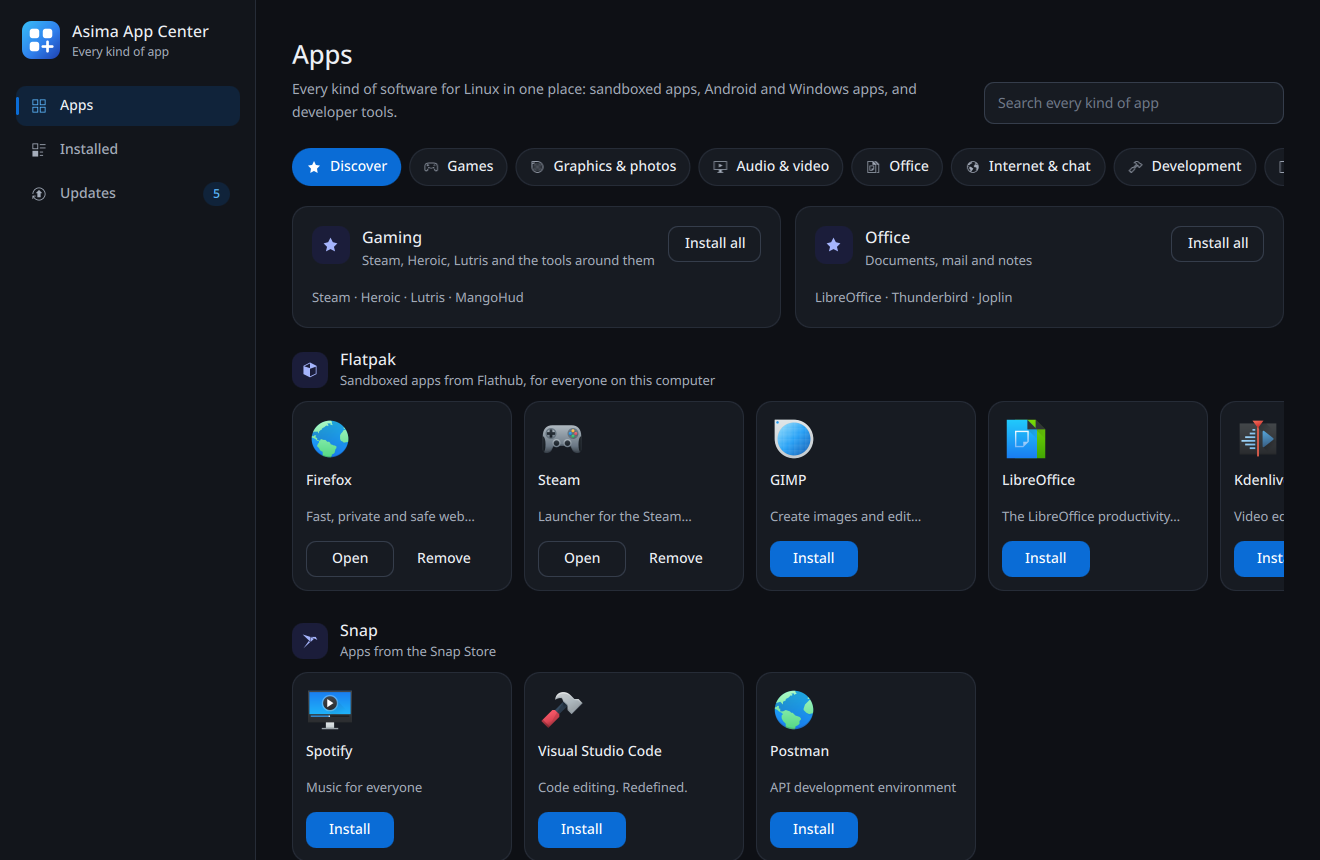 Asima App Center
Every kind of app
Apps
Installed
Updates
5
Apps
Every kind of software for Linux in one place: sandboxed apps, Android and Windows apps, and
developer tools.
Search every kind of app
Discover
Games
Graphics & photos
Audio & video
Office
Internet & chat
Development
Gaming
Steam, Heroic, Lutris and the tools around them
Install all
Steam · Heroic · Lutris · MangoHud
Office
Documents, mail and notes
Install all
LibreOffice · Thunderbird · Joplin
Flatpak
Sandboxed apps from Flathub, for everyone on this computer
Firefox
Fast, private and safe web…
Open
Remove
Steam
Launcher for the Steam…
Open
Remove
GIMP
Create images and edit…
Install
LibreOffice
The LibreOffice productivity…
Install
Kdenliv
Video
Inst
Snap
Apps from the Snap Store
Spotify
Music for everyone
Install
Visual Studio Code
Code editing. Redefined.
Install
Postman
API development environment
Install